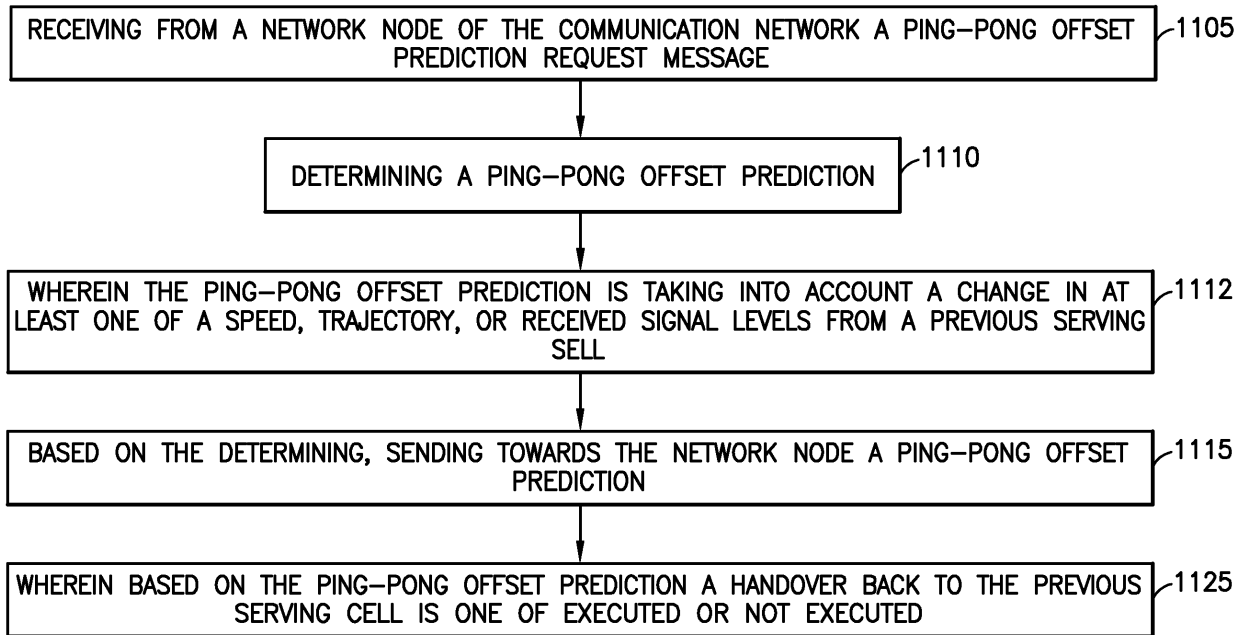 RECEIVING FROM A NETWORK NODE OF THE COMMUNICATION NETWORK A PING–PONG OFFSET
PREDICTION REQUEST MESSAGE
1105
DETERMINING A PING–PONG OFFSET PREDICTION
1110
WHEREIN THE PING–PONG OFFSET PREDICTION IS TAKING INTO ACCOUNT A CHANGE IN AT
LEAST ONE OF A SPEED, TRAJECTORY, OR RECEIVED SIGNAL LEVELS FROM A PREVIOUS SERVING
SELL
1112
BASED ON THE DETERMINING, SENDING TOWARDS THE NETWORK NODE A PING–PONG OFFSET
PREDICTION
1115
WHEREIN BASED ON THE PING–PONG OFFSET PREDICTION A HANDOVER BACK TO THE PREVIOUS
SERVING CELL IS ONE OF EXECUTED OR NOT EXECUTED
1125